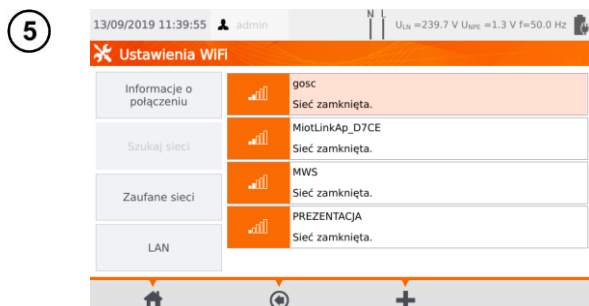 5
13/09/2019 11:39:55 admin N L U_LN =239.7 V U_NPE =1.3 V f=50.0 Hz
Ustawienia WiFi
Informacje o
połączeniu
Szukaj sieci
Zaufane sieci
LAN
gosc
Sieć zamknięta.
MiotLinkAp_D7CE
Sieć zamknięta.
MWS
Sieć zamknięta.
PREZENTACJA
Sieć zamknięta.